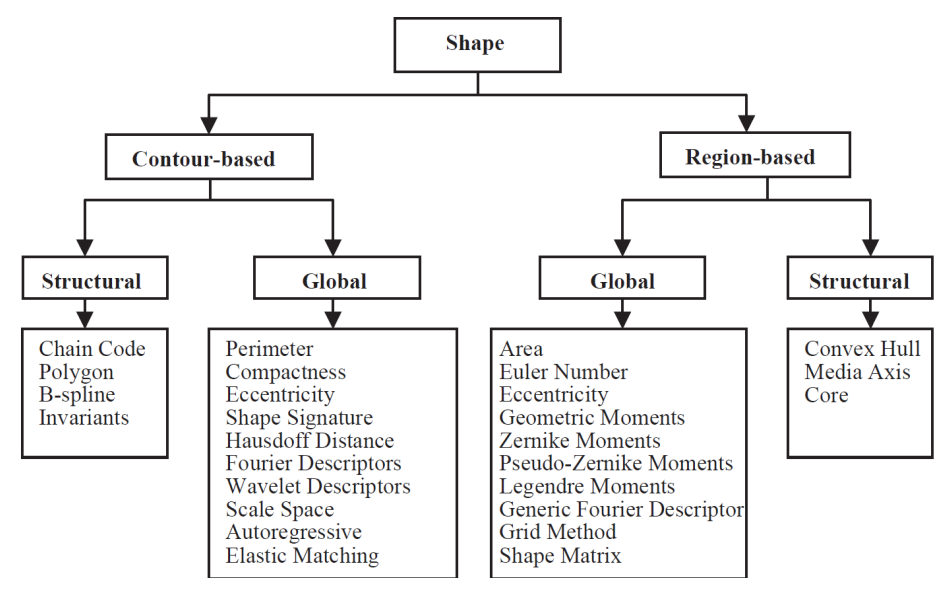 Shape
Contour-based
Region-based
Structural
Global
Global
Structural
Chain Code
Polygon
B-spline
Invariants
Perimeter
Compactness
Eccentricity
Shape Signature
Hausdoff Distance
Fourier Descriptors
Wavelet Descriptors
Scale Space
Autoregressive
Elastic Matching
Area
Euler Number
Eccentricity
Geometric Moments
Zernike Moments
Pseudo-Zernike Moments
Legendre Moments
Generic Fourier Descriptor
Grid Method
Shape Matrix
Convex Hull
Media Axis
Core